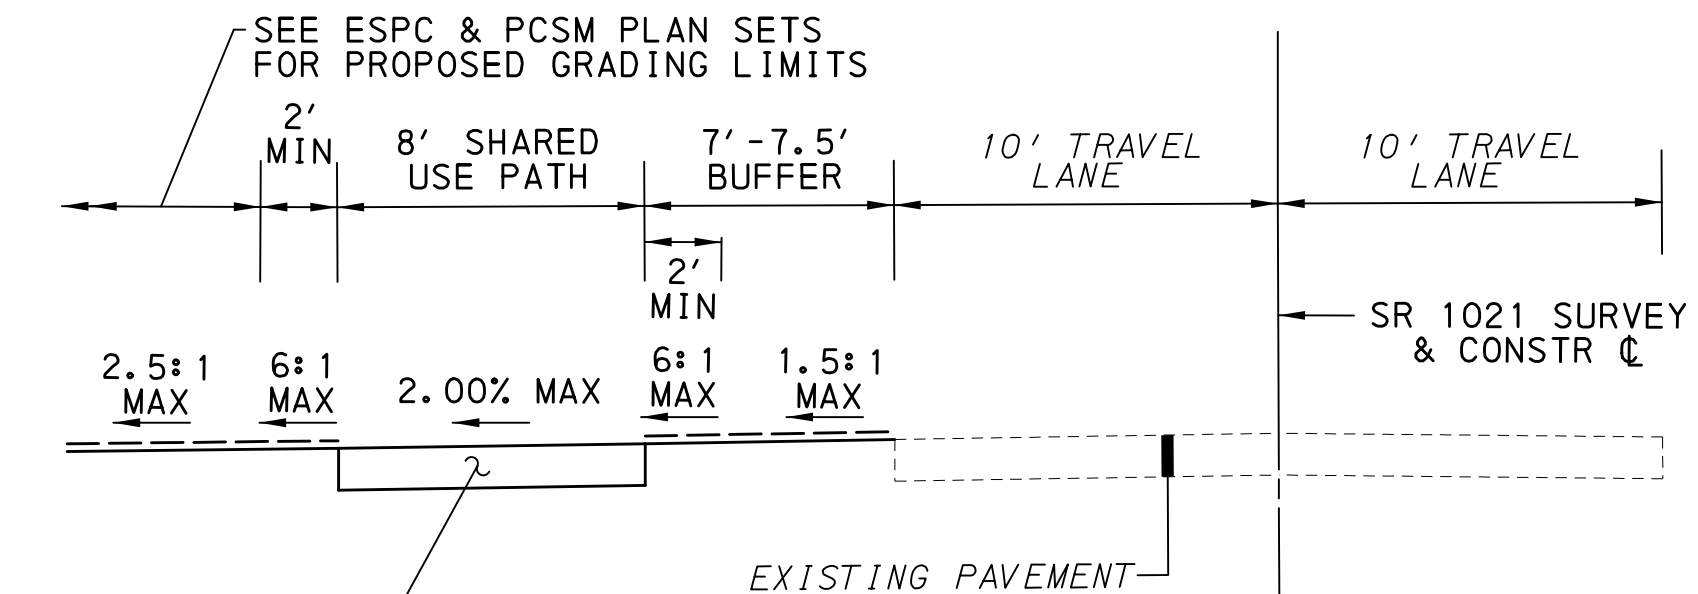 SEE ESPC & PCSM PLAN SETS
FOR PROPOSED GRADING LIMITS
2'
MIN
8' SHARED
USE PATH
7'-7.5'
BUFFER
10' TRAVEL
LANE
10' TRAVEL
LANE
2'
MIN
SR 1021 SURVEY
& CONSTR ℄
2.5:1
MAX
6:1
MAX
2.00% MAX
6:1
MAX
1.5:1
MAX
EXISTING PAVEMENT